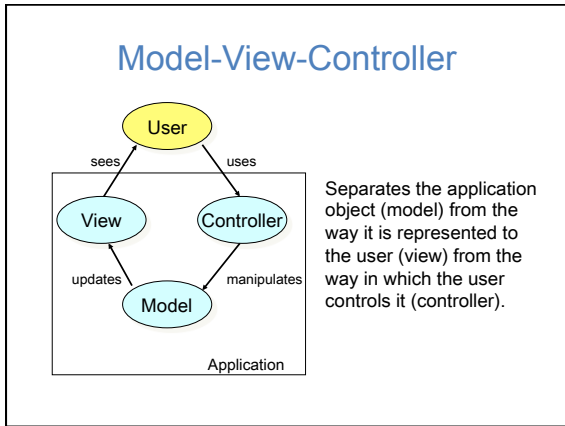 Model-View-Controller
User
sees
uses
View
Controller
updates
manipulates
Model
Application
Separates the application
object (model) from the
way it is represented to
the user (view) from the
way in which the user
controls it (controller).